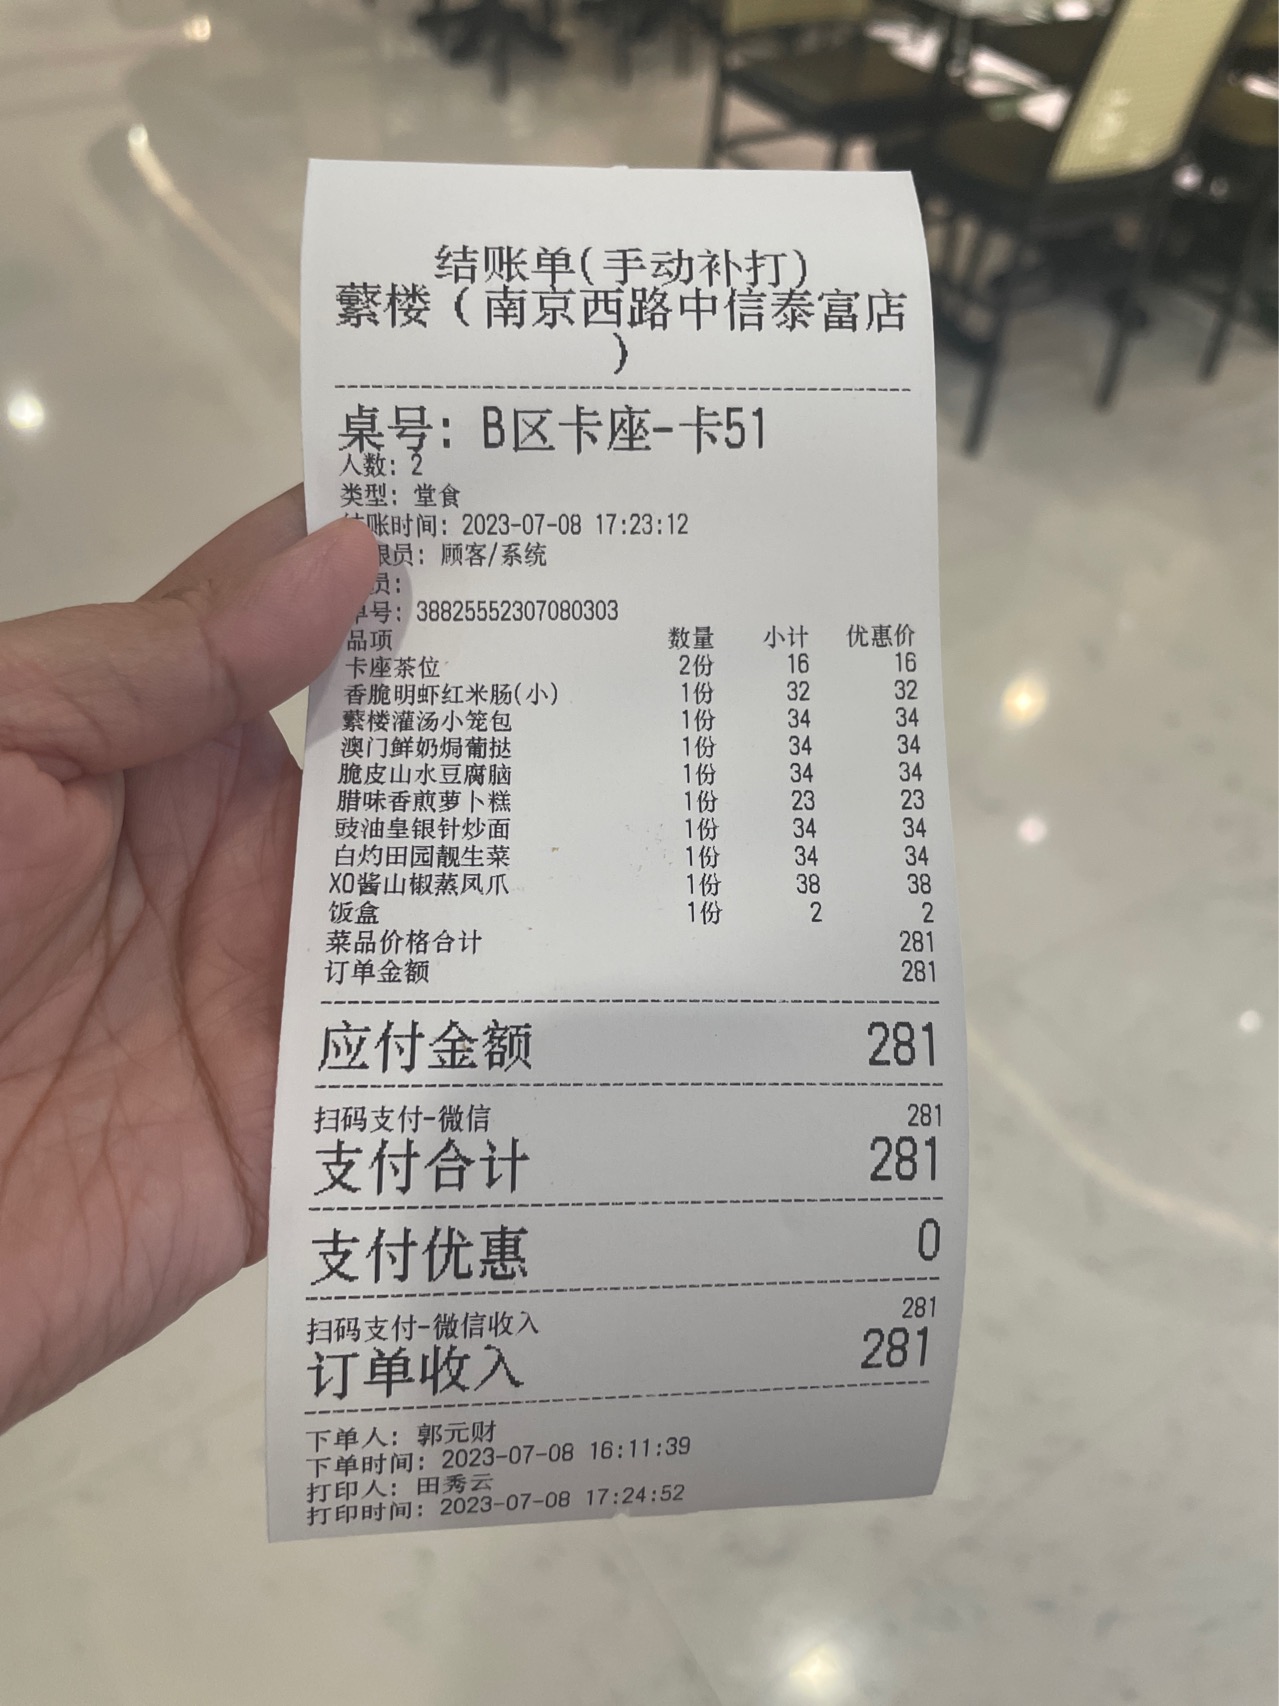 结账单(手动补打)
蘩楼（南京西路中信泰富店
）
桌号: B区卡座-卡51
人数: 2
类型: 堂食
账时间: 2023-07-08 17:23:12
银员: 顾客/系统
员:
单号: 38825552307080303
品项 数量 小计 优惠价
卡座茶位 2份 16 16
香脆明虾红米肠(小) 1份 32 32
蘩楼灌汤小笼包 1份 34 34
澳门鲜奶焗葡挞 1份 34 34
脆皮山水豆腐脑 1份 34 34
腊味香煎萝卜糕 1份 23 23
豉油皇银针炒面 1份 34 34
白灼田园靓生菜 1份 34 34
XO酱山椒蒸凤爪 1份 38 38
饭盒 1份 2 2
菜品价格合计 281
订单金额 281
应付金额 281
扫码支付-微信 281
支付合计 281
支付优惠 0
扫码支付-微信收入 281
订单收入 281
下单人: 郭元财
下单时间: 2023-07-08 16:11:39
打印人: 田秀云
打印时间: 2023-07-08 17:24:52